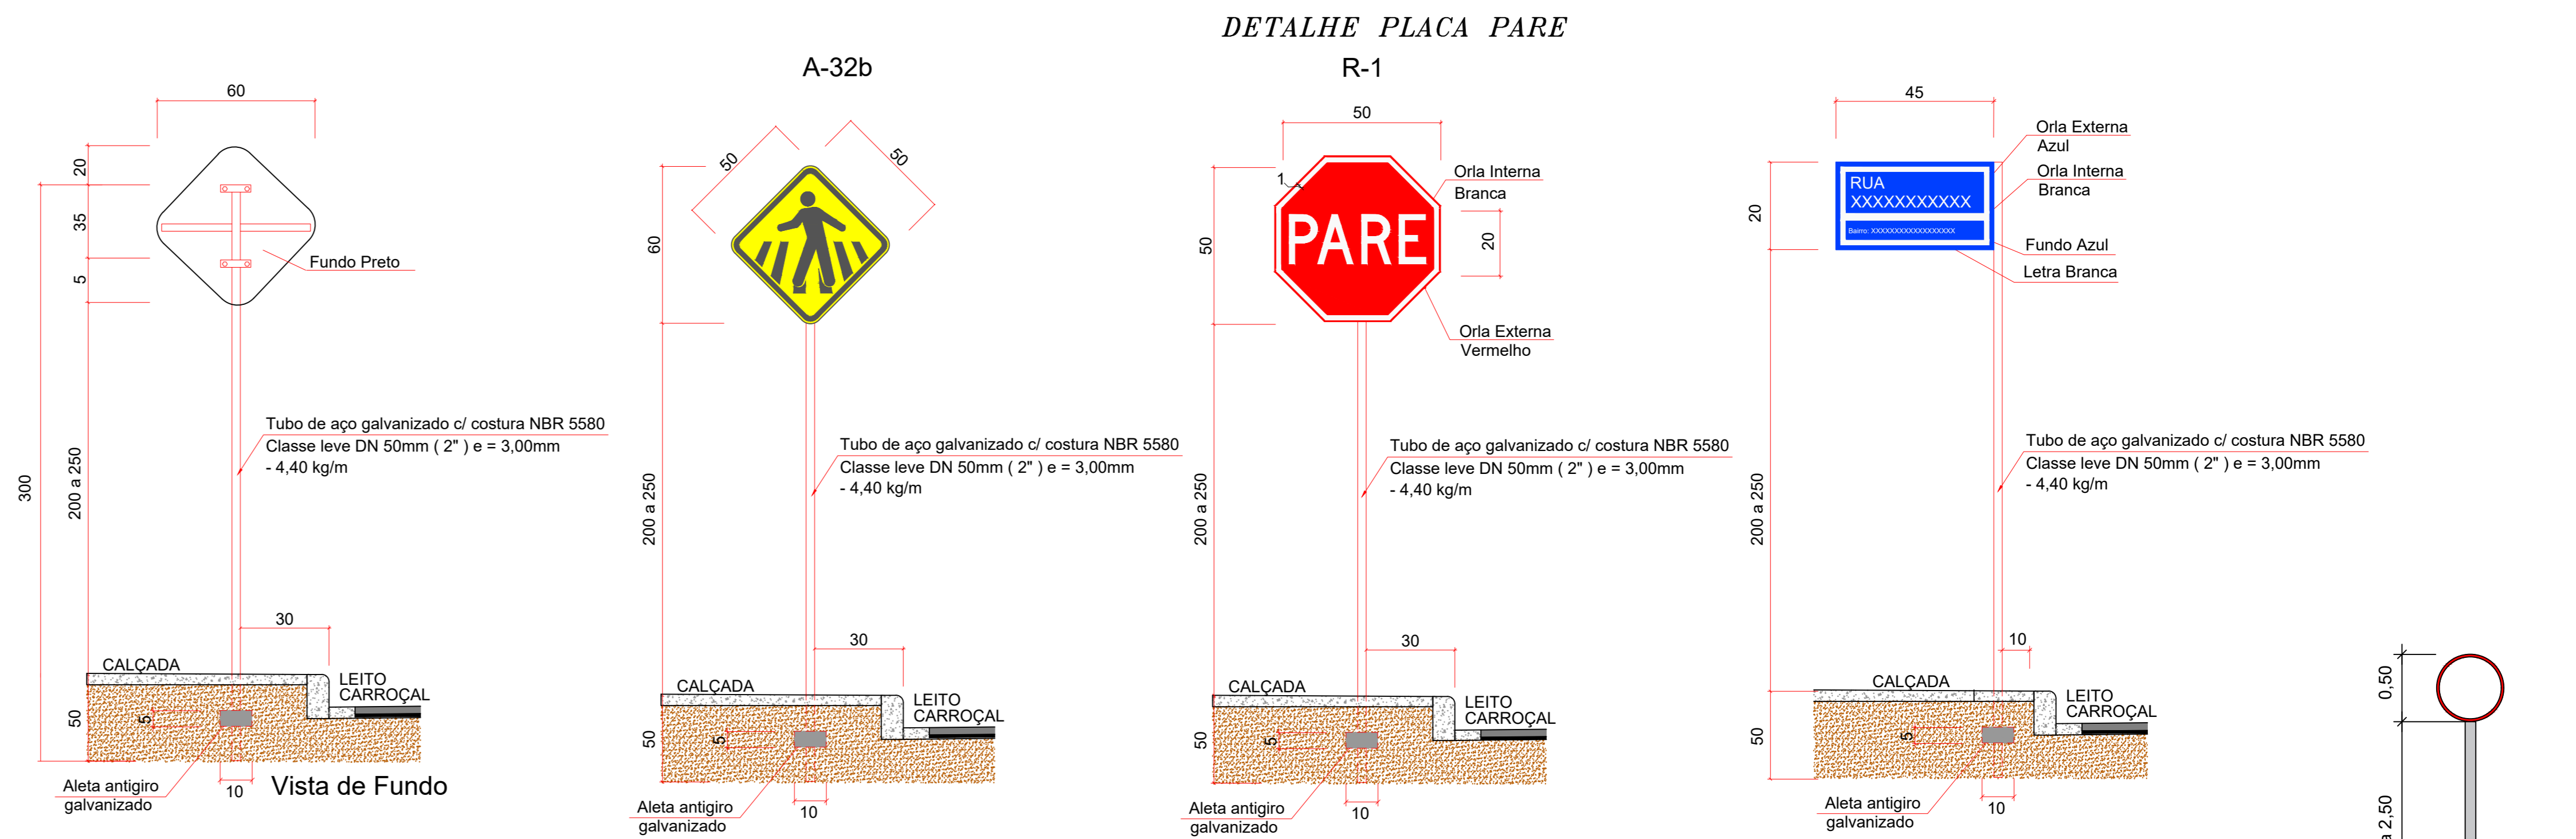 DETALHE PLACA PARE
A-32b
R-1
60
20
35
5
300
200 a 250
50
Fundo Preto
Tubo de aço galvanizado c/ costura NBR 5580
Classe leve DN 50mm ( 2" ) e = 3,00mm
- 4,40 kg/m
30
CALÇADA
LEITO
CARROÇAL
5
10
Aleta antigiro
galvanizado
Vista de Fundo
50
50
60
200 a 250
50
Tubo de aço galvanizado c/ costura NBR 5580
Classe leve DN 50mm ( 2" ) e = 3,00mm
- 4,40 kg/m
30
CALÇADA
LEITO
CARROÇAL
5
10
Aleta antigiro
galvanizado
50
1
50
PARE
Orla Interna
Branca
20
Orla Externa
Vermelho
200 a 250
50
Tubo de aço galvanizado c/ costura NBR 5580
Classe leve DN 50mm ( 2" ) e = 3,00mm
- 4,40 kg/m
30
CALÇADA
LEITO
CARROÇAL
5
10
Aleta antigiro
galvanizado
45
20
RUA
XXXXXXXXXXX
Bairro: XXXXXXXXXXXXXXXXXX
Orla Externa
Azul
Orla Interna
Branca
Fundo Azul
Letra Branca
200 a 250
50
Tubo de aço galvanizado c/ costura NBR 5580
Classe leve DN 50mm ( 2" ) e = 3,00mm
- 4,40 kg/m
10
CALÇADA
LEITO
CARROÇAL
5
10
Aleta antigiro
galvanizado
0,50
a 2,50